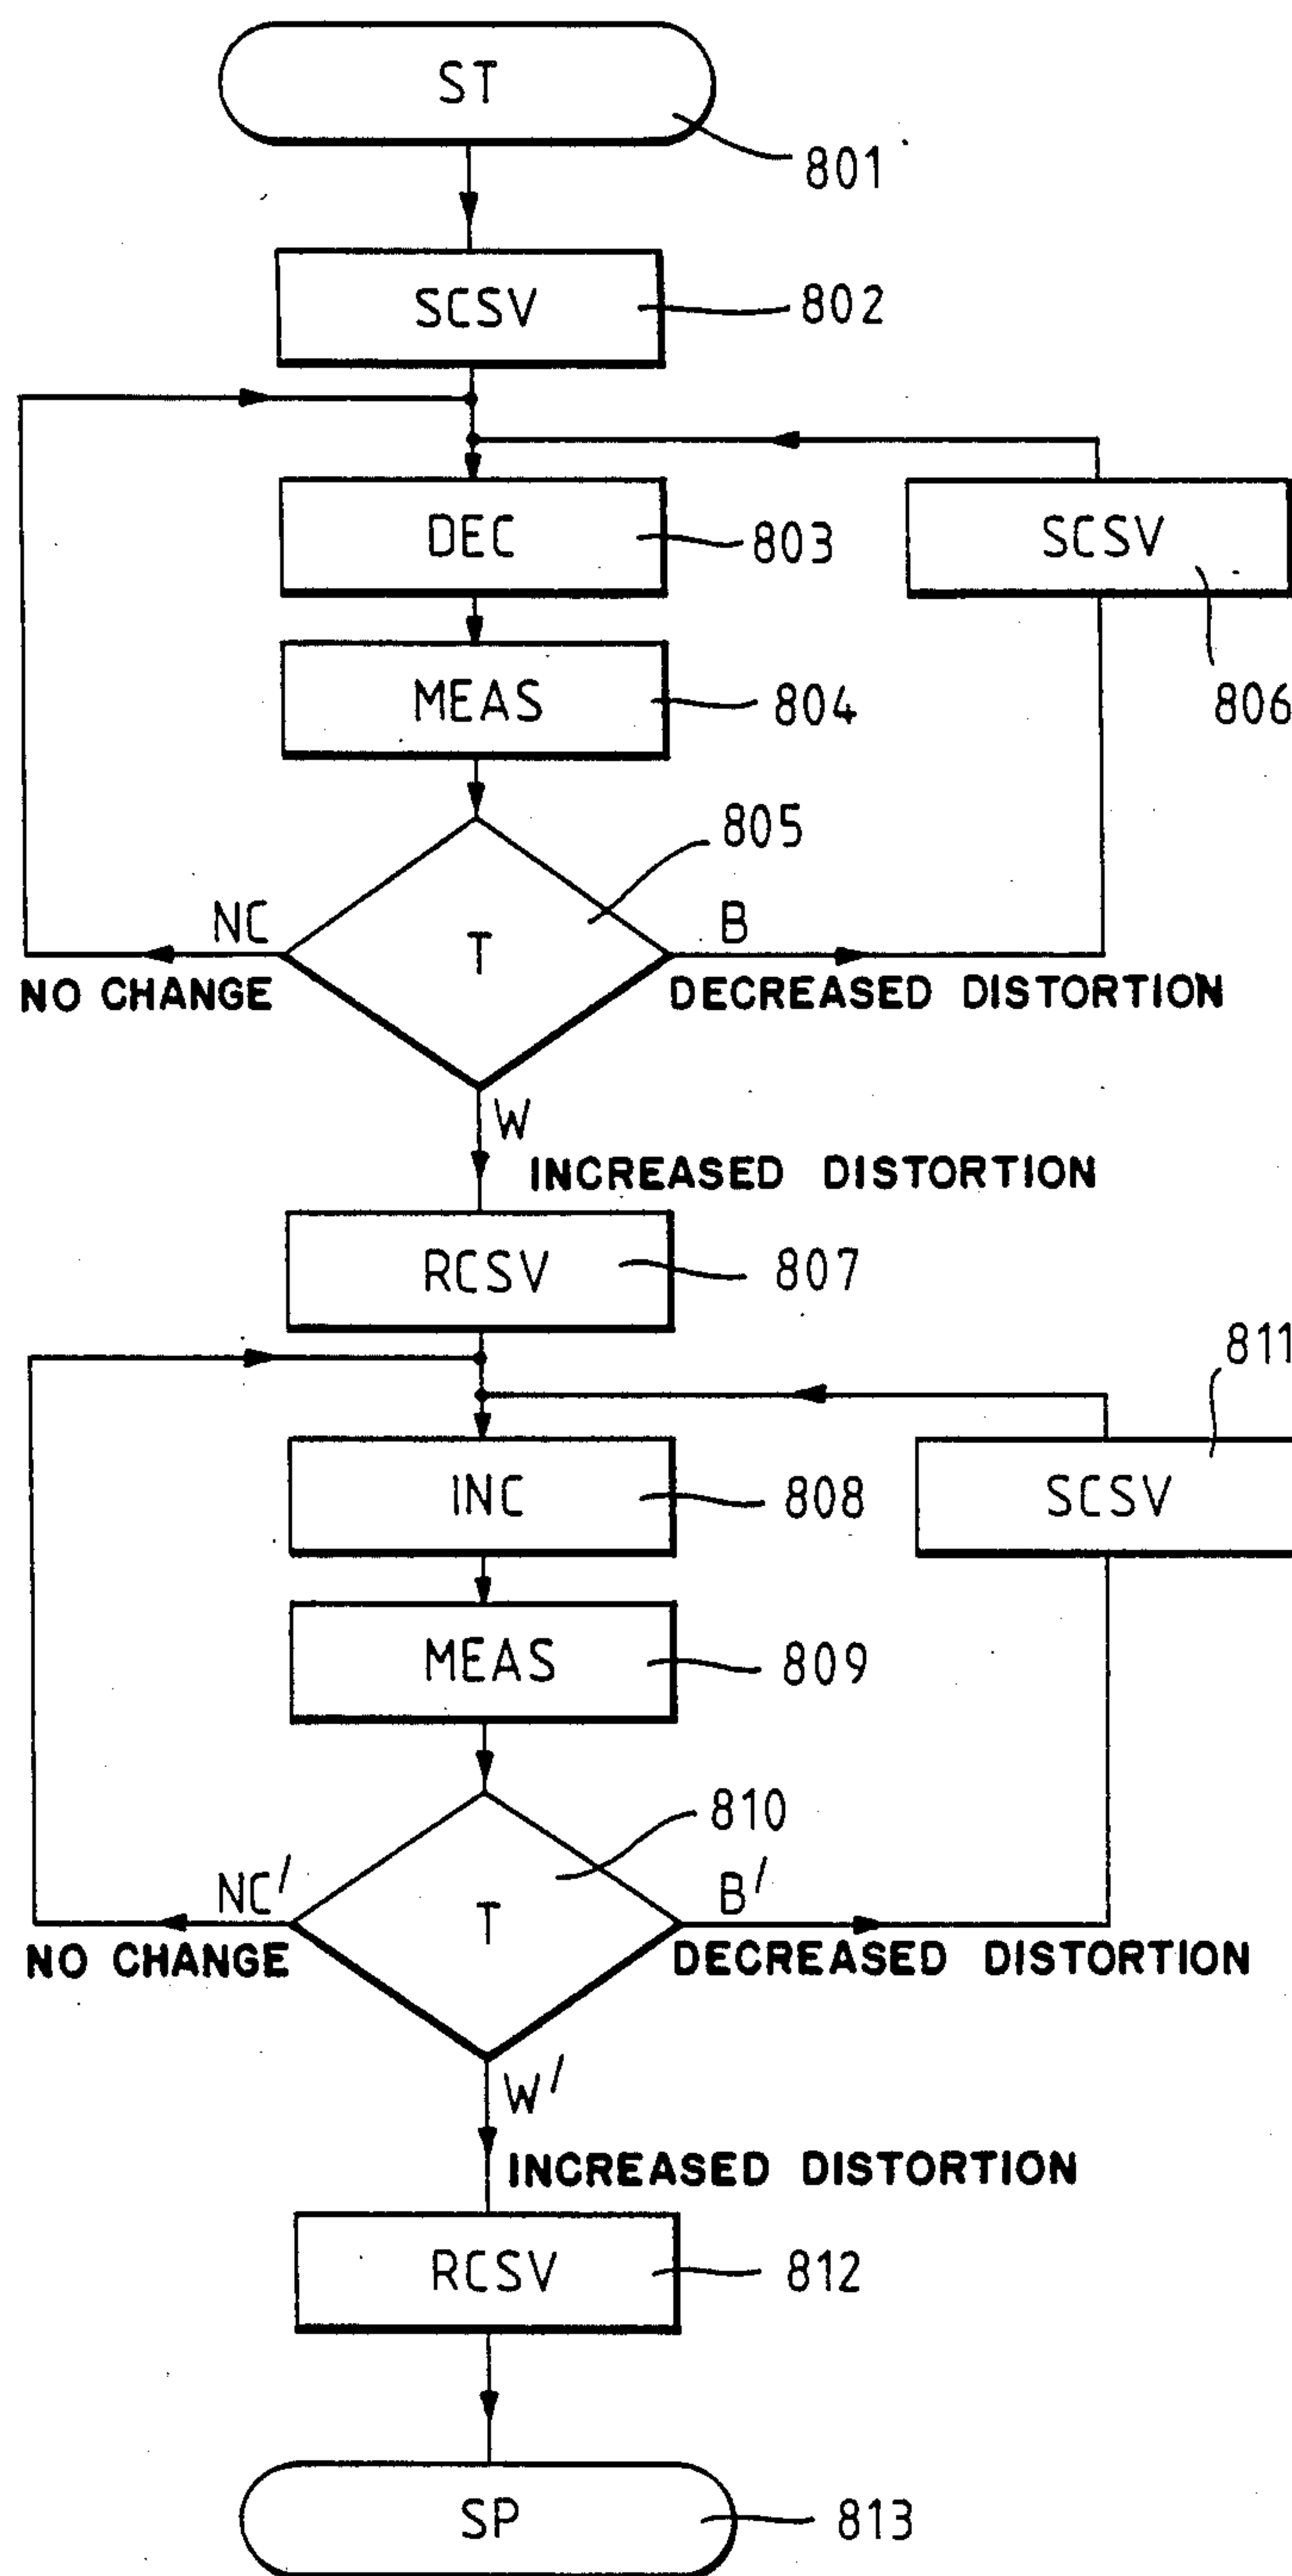 ST
801
SCSV
802
DEC
803
SCSV
806
MEAS
804
805
NC
T
B
NO CHANGE
DECREASED DISTORTION
W
INCREASED DISTORTION
RCSV
807
811
INC
808
SCSV
MEAS
809
810
NC'
T
B'
NO CHANGE
DECREASED DISTORTION
W'
INCREASED DISTORTION
RCSV
812
SP
813